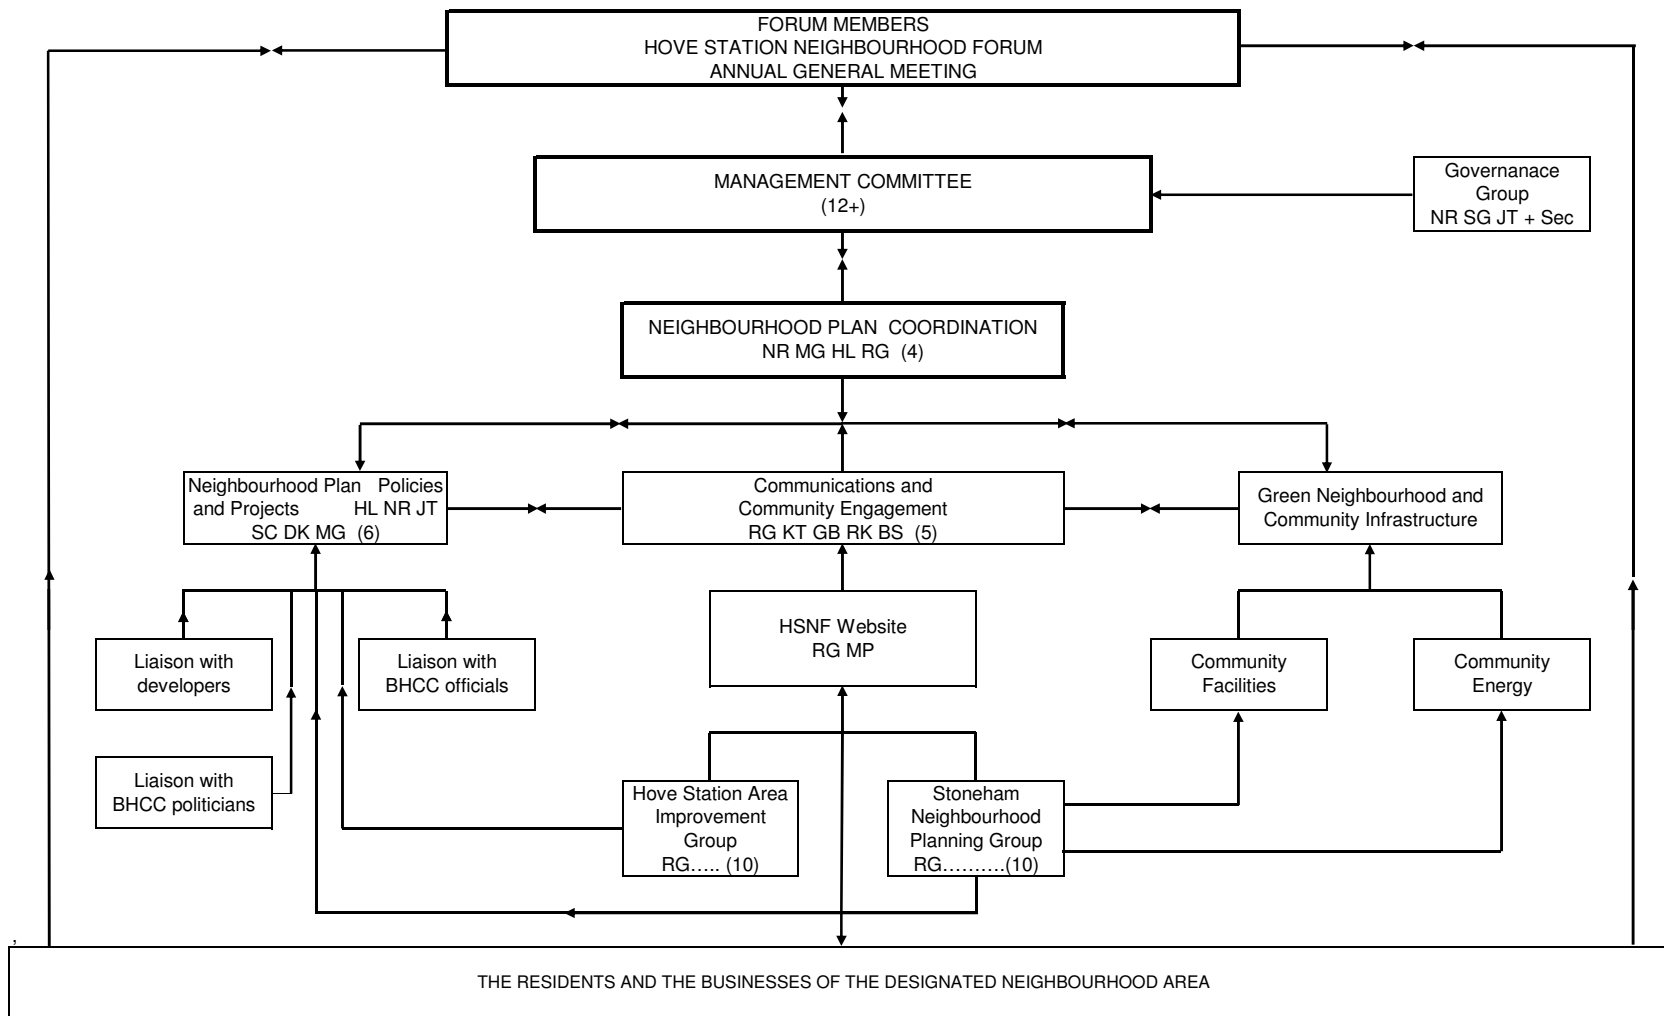 FORUM MEMBERS
HOVE STATION NEIGHBOURHOOD FORUM
ANNUAL GENERAL MEETING
MANAGEMENT COMMITTEE
(12+)
Governanace
Group
NR SG JT + Sec
NEIGHBOURHOOD PLAN COORDINATION
NR MG HL RG (4)
Neighbourhood Plan Policies
and Projects HL NR JT
SC DK MG (6)
Communications and
Community Engagement
RG KT GB RK BS (5)
Green Neighbourhood and
Community Infrastructure
HSNF Website
RG MP
Liaison with
developers
Liaison with
BHCC officials
Community
Facilities
Community
Energy
Liaison with
BHCC politicians
Hove Station Area
Improvement
Group
RG….. (10)
Stoneham
Neighbourhood
Planning Group
RG……….(10)
,
THE RESIDENTS AND THE BUSINESSES OF THE DESIGNATED NEIGHBOURHOOD AREA